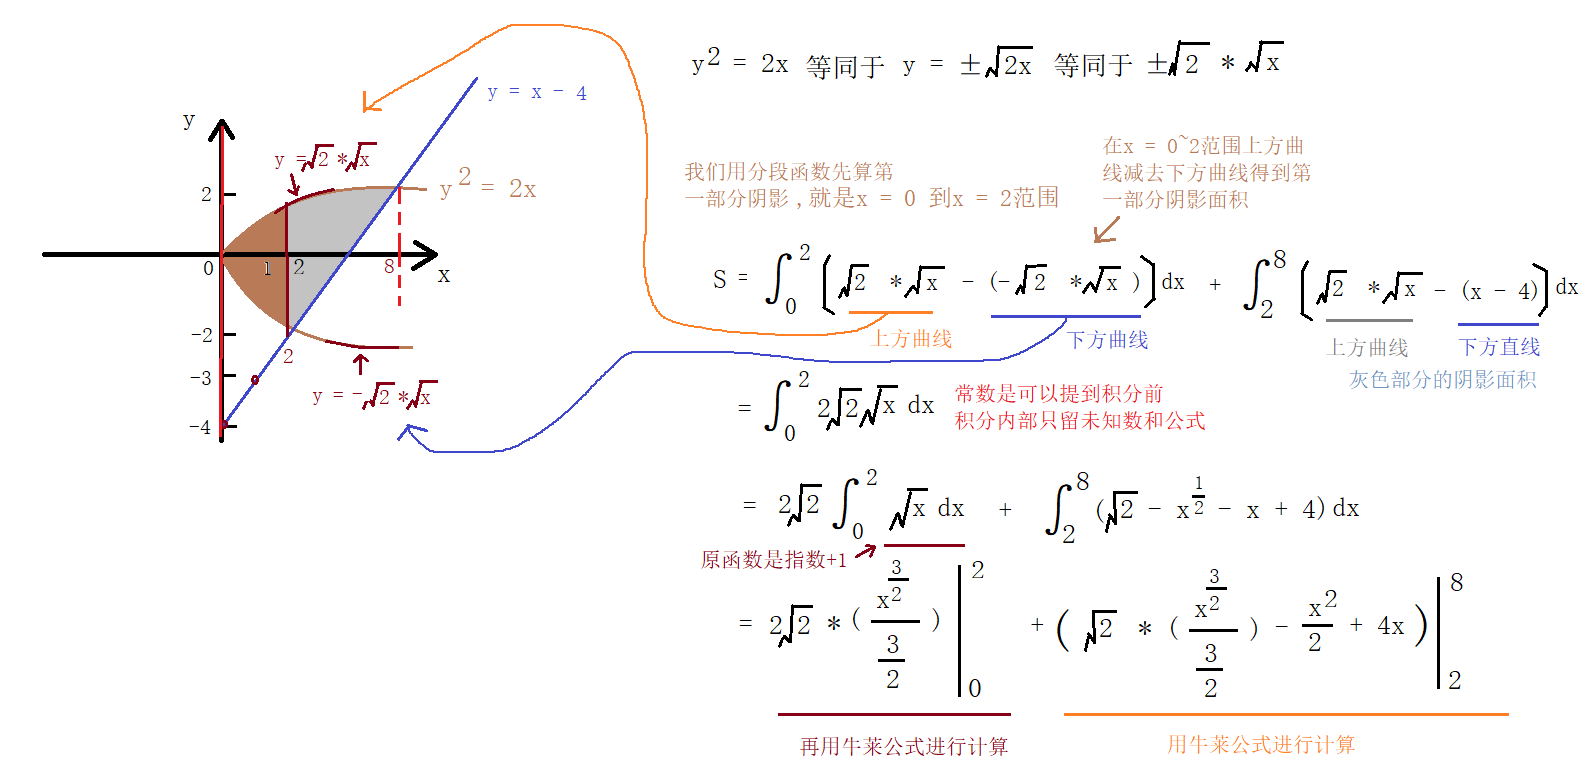 y² = 2x 等同于 y = ±√2x 等同于 ±√2 * √x
y = x - 4
y
y = √2 * √x
2
y² = 2x
0
1
2
8
x
-2
2
-3
y = -√2 * √x
-4
我们用分段函数先算第
一部分阴影,就是x = 0 到x = 2范围
在x = 0~2范围上方曲
线减去下方曲线得到第
一部分阴影面积
S = ∫₀² (√2 * √x - (-√2 * √x ))dx + ∫₂⁸ (√2 * √x - (x - 4))dx
上方曲线
下方曲线
上方曲线
下方直线
灰色部分的阴影面积
= ∫₀² 2√2√x dx
常数是可以提到积分前
积分内部只留未知数和公式
= 2√2 ∫₀² √x dx + ∫₂⁸ (√2 - x^(1/2) - x + 4)dx
原函数是指数+1
= 2√2 * ( x^(3/2) / (3/2) ) |₀² + ( √2 * ( x^(3/2) / (3/2) ) - x²/2 + 4x ) |₂⁸
再用牛莱公式进行计算
用牛莱公式进行计算